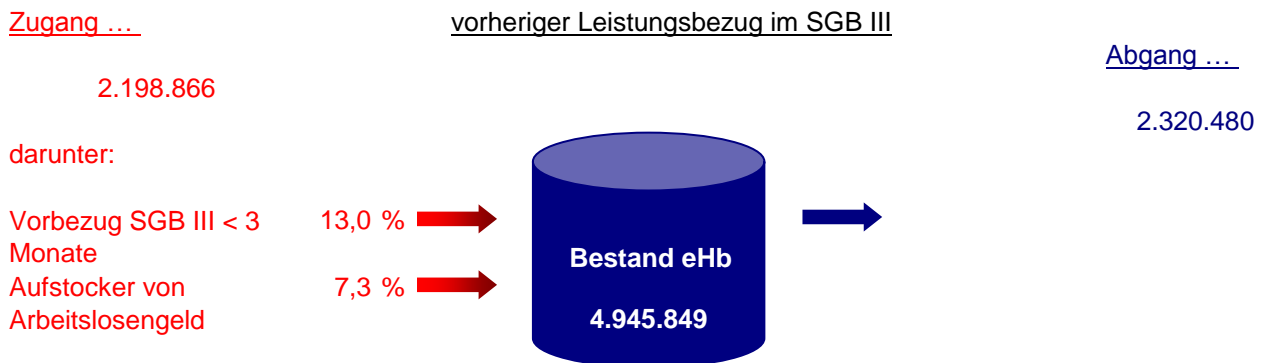 Zugang …
vorheriger Leistungsbezug im SGB III
Abgang …
2.198.866
2.320.480
darunter:
Vorbezug SGB III < 3 Monate 13,0 %
Aufstocker von Arbeitslosengeld 7,3 %
Bestand eHb
4.945.849